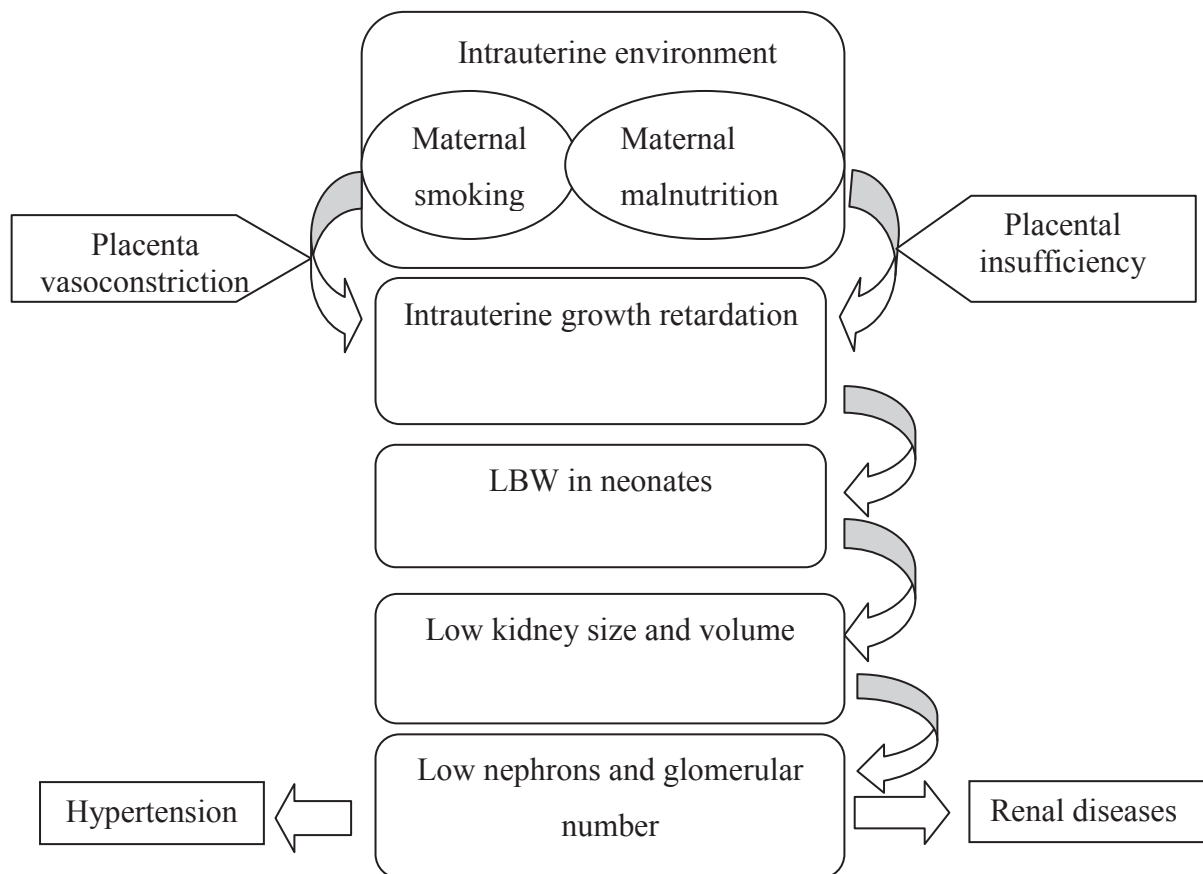 Intrauterine environment
Maternal
smoking
Maternal
malnutrition
Placenta
vasoconstriction
Placental
insufficiency
Intrauterine growth retardation
LBW in neonates
Low kidney size and volume
Low nephrons and glomerular
number
Hypertension
Renal diseases